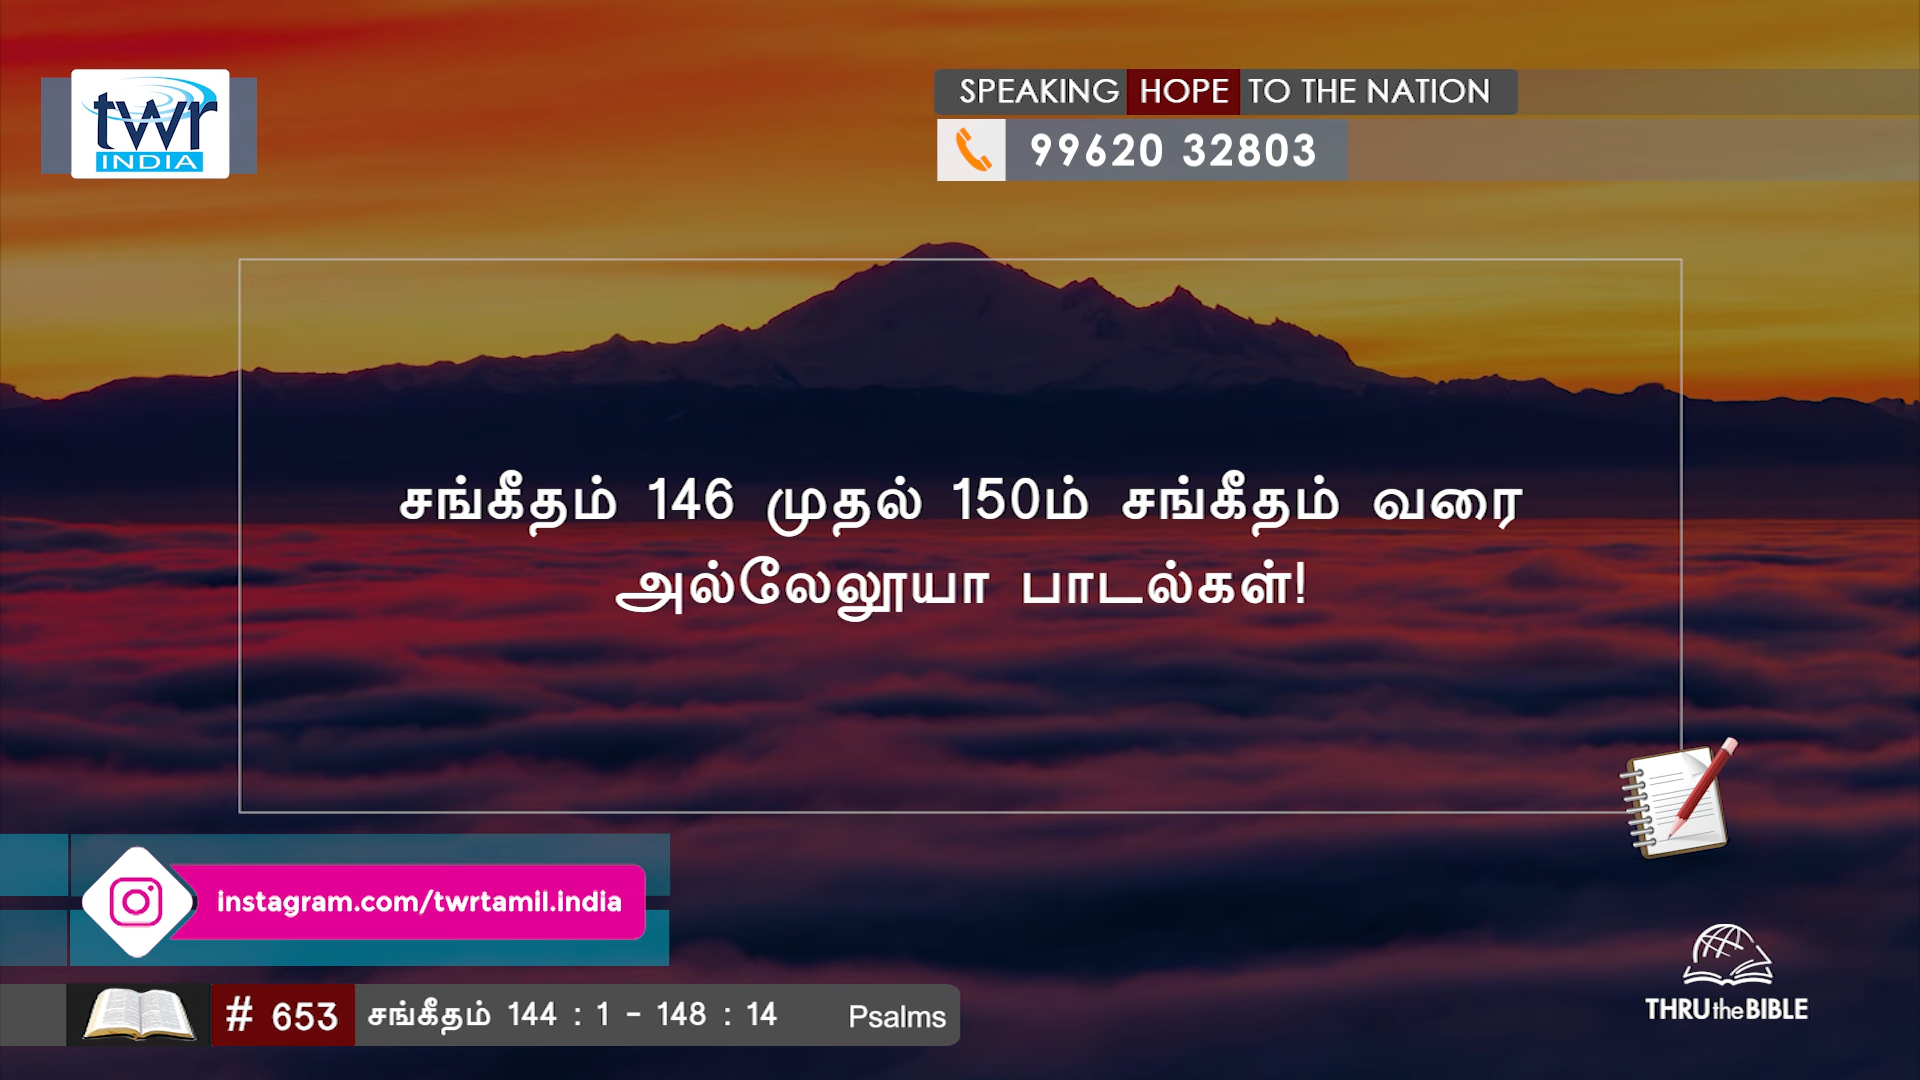 twr
INDIA
SPEAKING HOPE TO THE NATION
99620 32803
சங்கீதம் 146 முதல் 150ம் சங்கீதம் வரை
அல்லேலூயா பாடல்கள்!
instagram.com/twrtamil.india
# 653 சங்கீதம் 144 : 1 - 148 : 14 Psalms
THRU the BIBLE